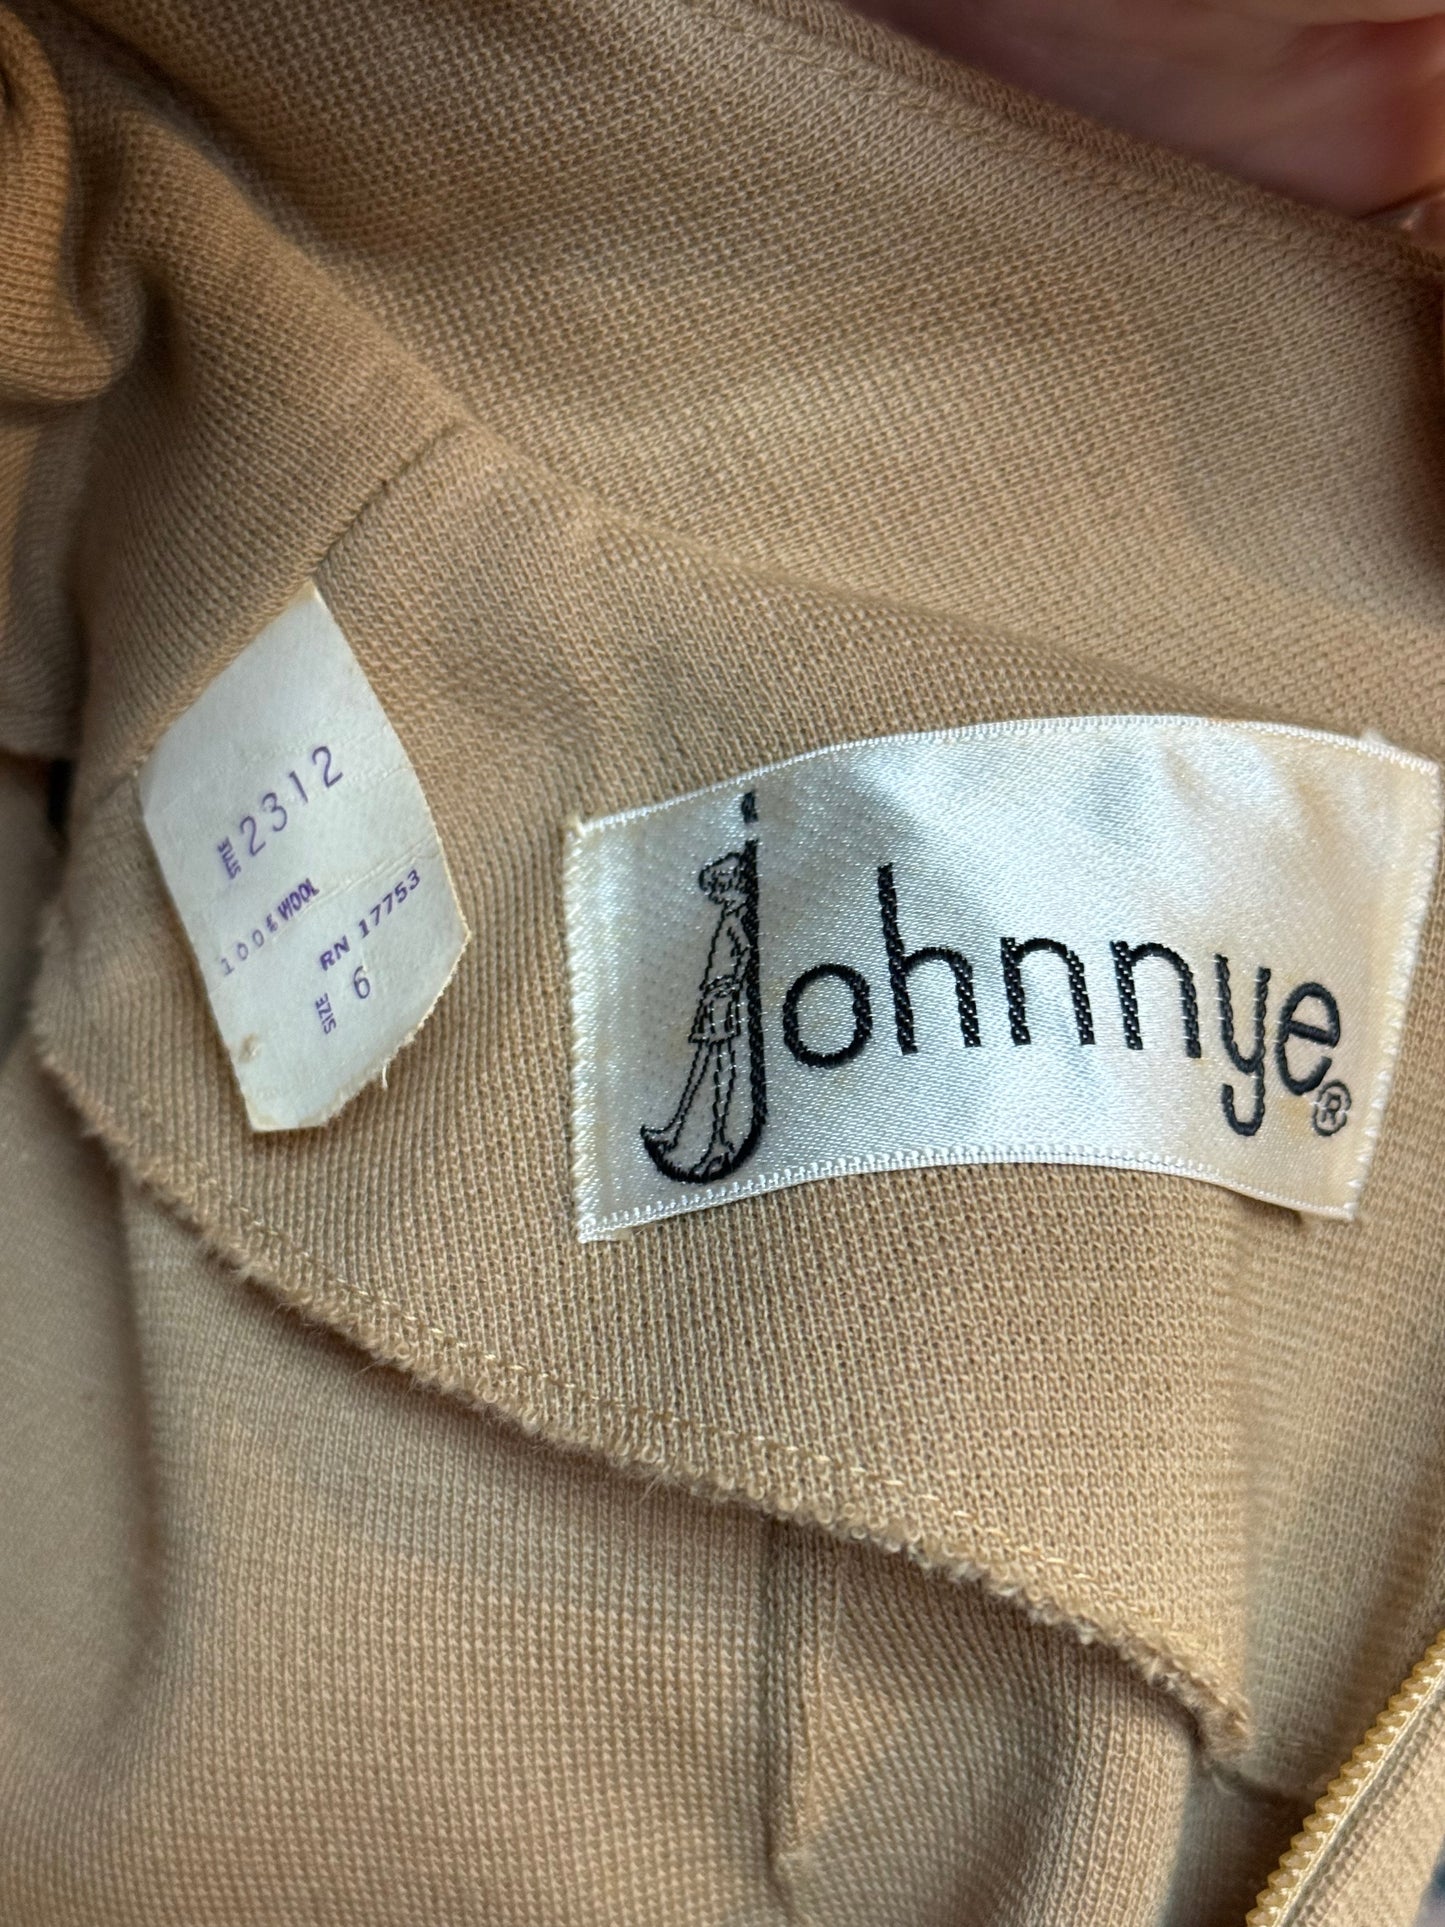 STYLE 2312
100% WOOL
RN 17753
SIZE 6
johnnye®